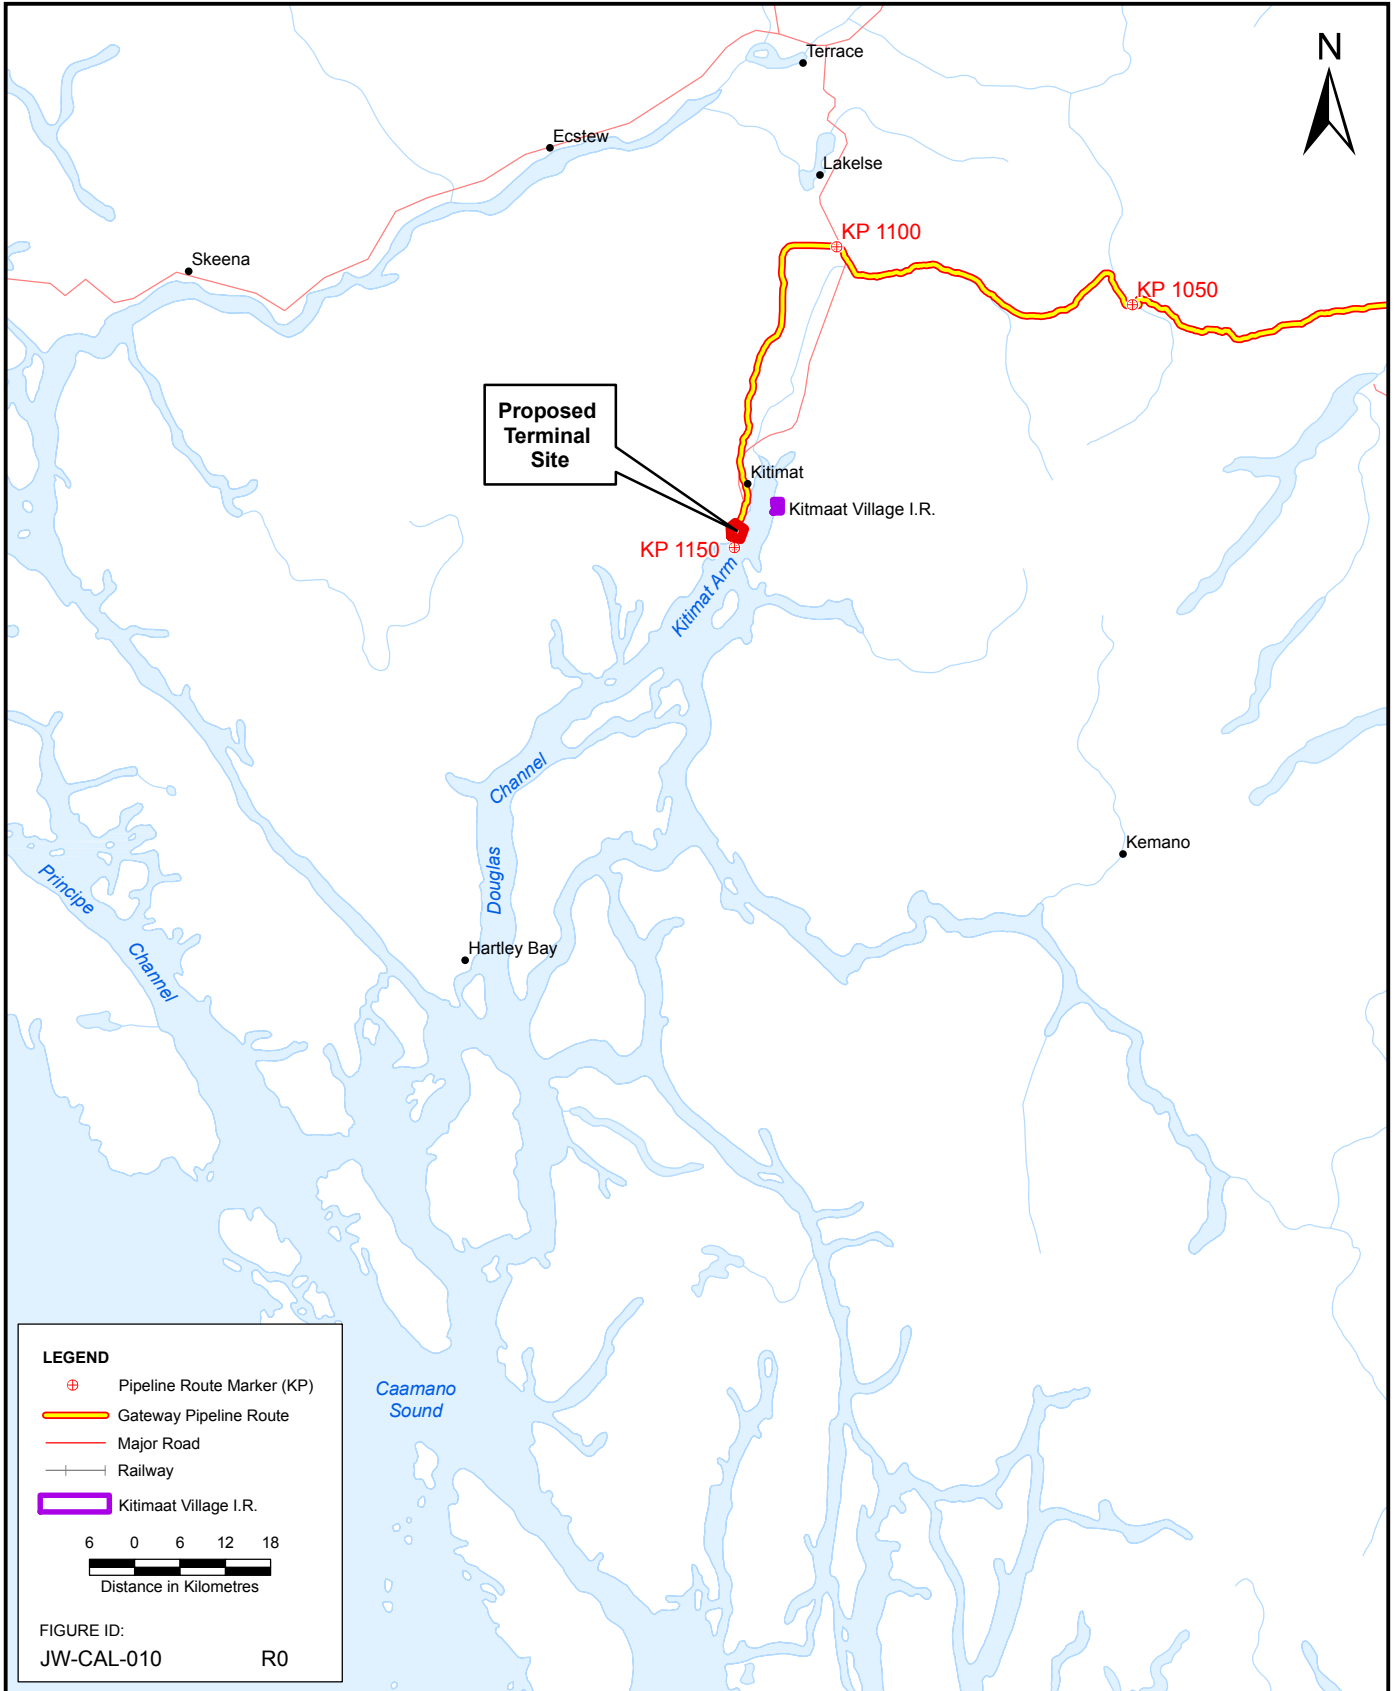 N
Terrace
Ecstew
Lakelse
KP 1100
Skeena
KP 1050
Proposed
Terminal
Site
Kitimat
Kitmaat Village I.R.
KP 1150
Kitimat Arm
Channel
Douglas
Kemano
Principe
Channel
Hartley Bay
Caamano
Sound
LEGEND
Pipeline Route Marker (KP)
Gateway Pipeline Route
Major Road
Railway
Kitimaat Village I.R.
6 0 6 12 18
Distance in Kilometres
FIGURE ID:
JW-CAL-010 R0